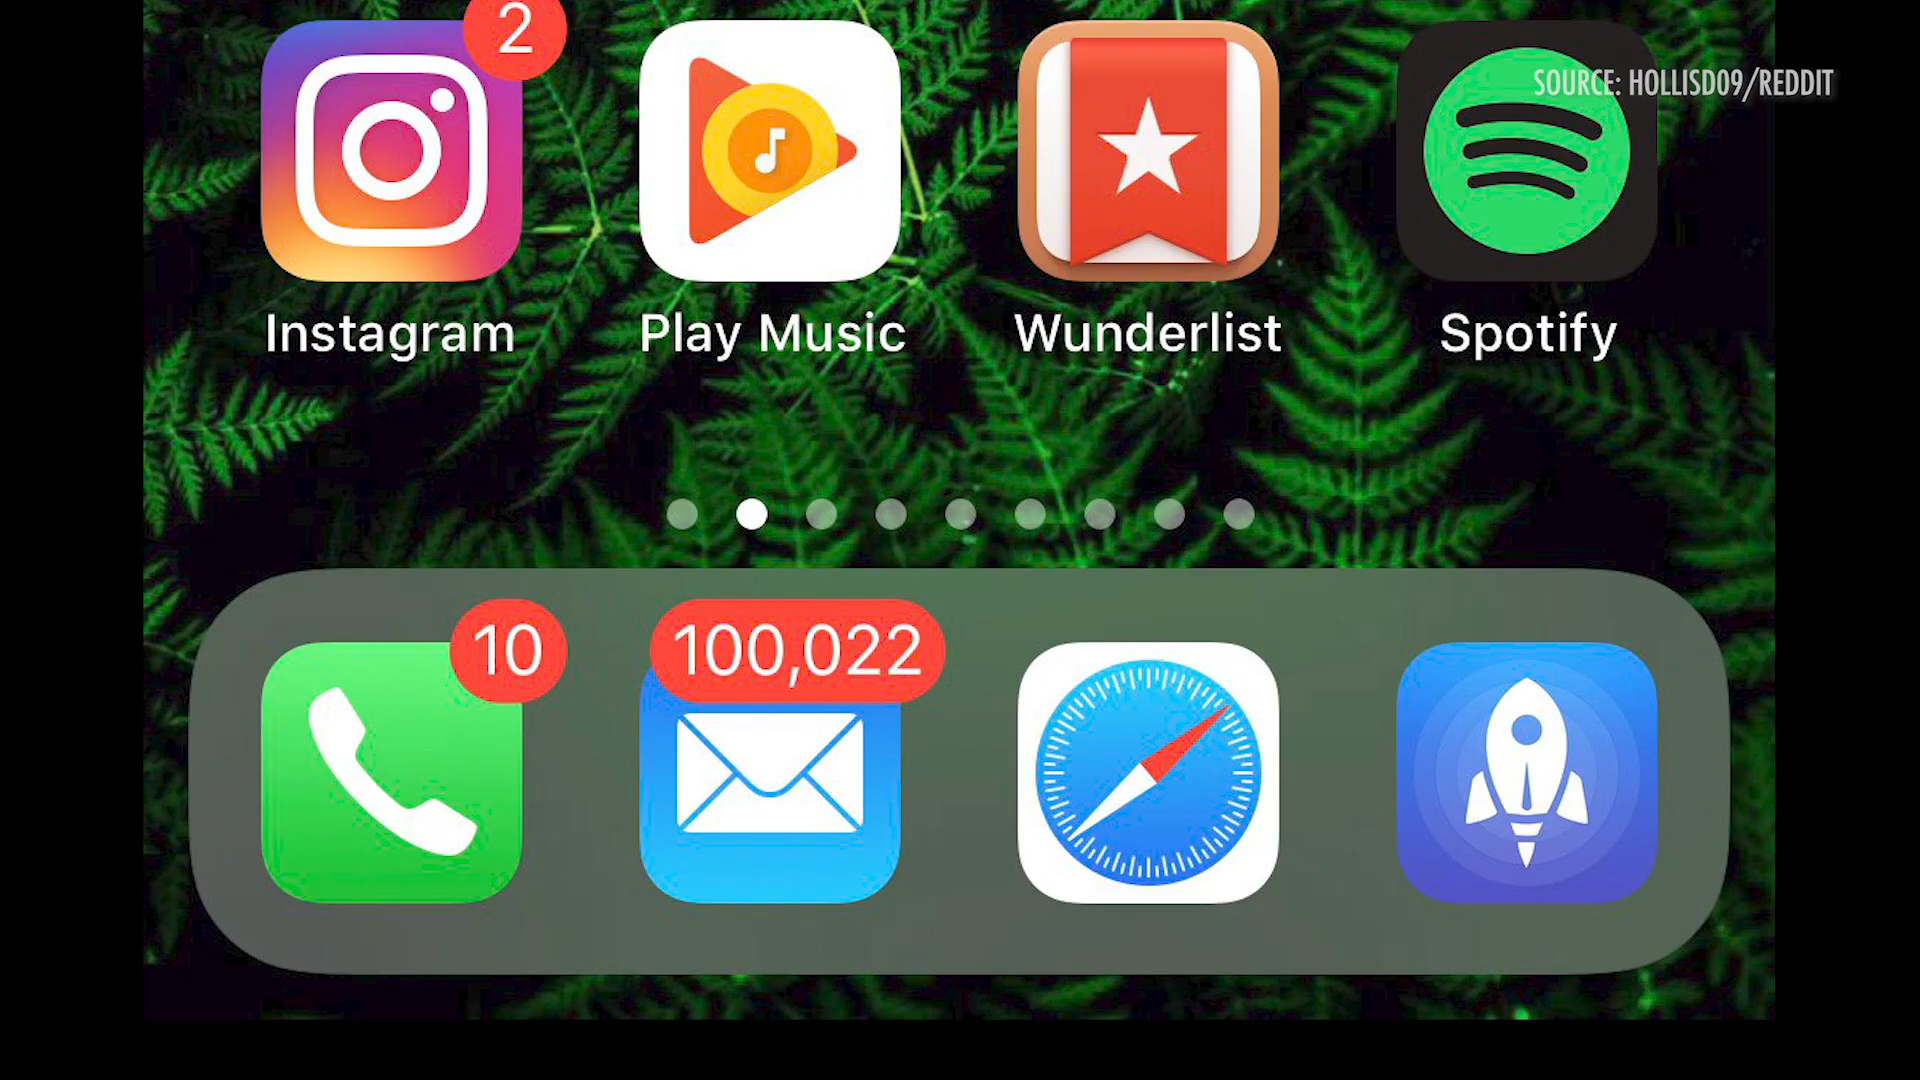 2
SOURCE: HOLLISD09/REDDIT
Instagram
Play Music
Wunderlist
Spotify
10
100,022